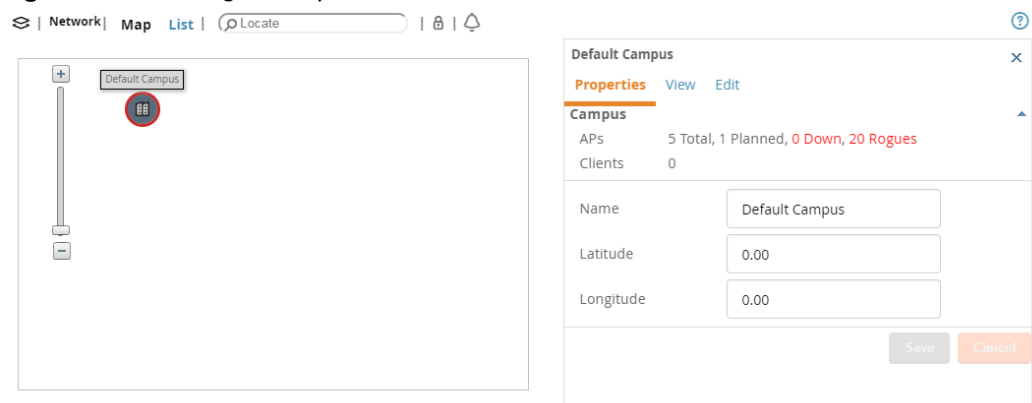 | Network| Map List | Locate | |
Default Campus
Default Campus
Properties View Edit
Campus
APs 5 Total, 1 Planned, 0 Down, 20 Rogues
Clients 0
Name Default Campus
Latitude 0.00
Longitude 0.00
Save Cancel